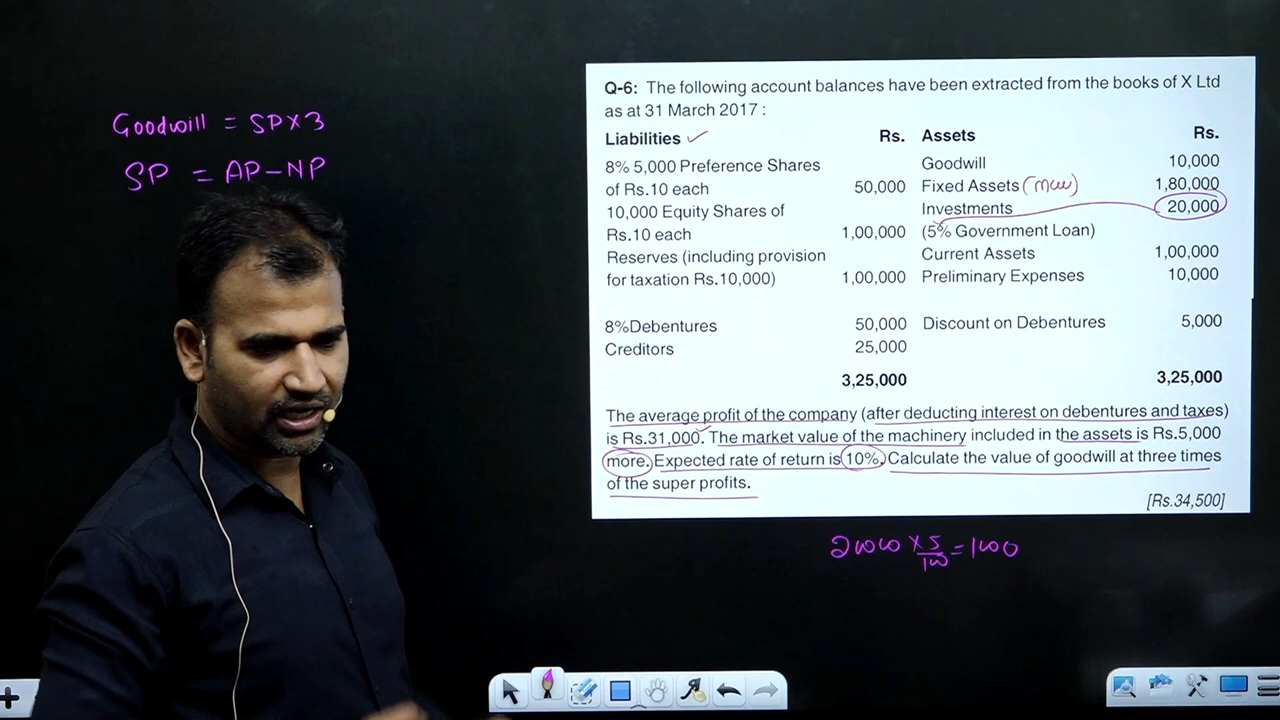 Goodwill = SP×3
SP = AP-NP
Q-6: The following account balances have been extracted from the books of X Ltd
as at 31 March 2017 :
Liabilities Rs. Assets Rs.
8% 5,000 Preference Shares Goodwill 10,000
of Rs.10 each 50,000 Fixed Assets 1,80,000
10,000 Equity Shares of Investments 20,000
Rs.10 each 1,00,000 (5% Government Loan)
Reserves (including provision Current Assets 1,00,000
for taxation Rs.10,000) 1,00,000 Preliminary Expenses 10,000
8%Debentures 50,000 Discount on Debentures 5,000
Creditors 25,000
3,25,000 3,25,000
The average profit of the company (after deducting interest on debentures and taxes)
is Rs.31,000. The market value of the machinery included in the assets is Rs.5,000
more. Expected rate of return is 10%. Calculate the value of goodwill at three times
of the super profits.
[Rs.34,500]
20000 × 5/100 = 1000